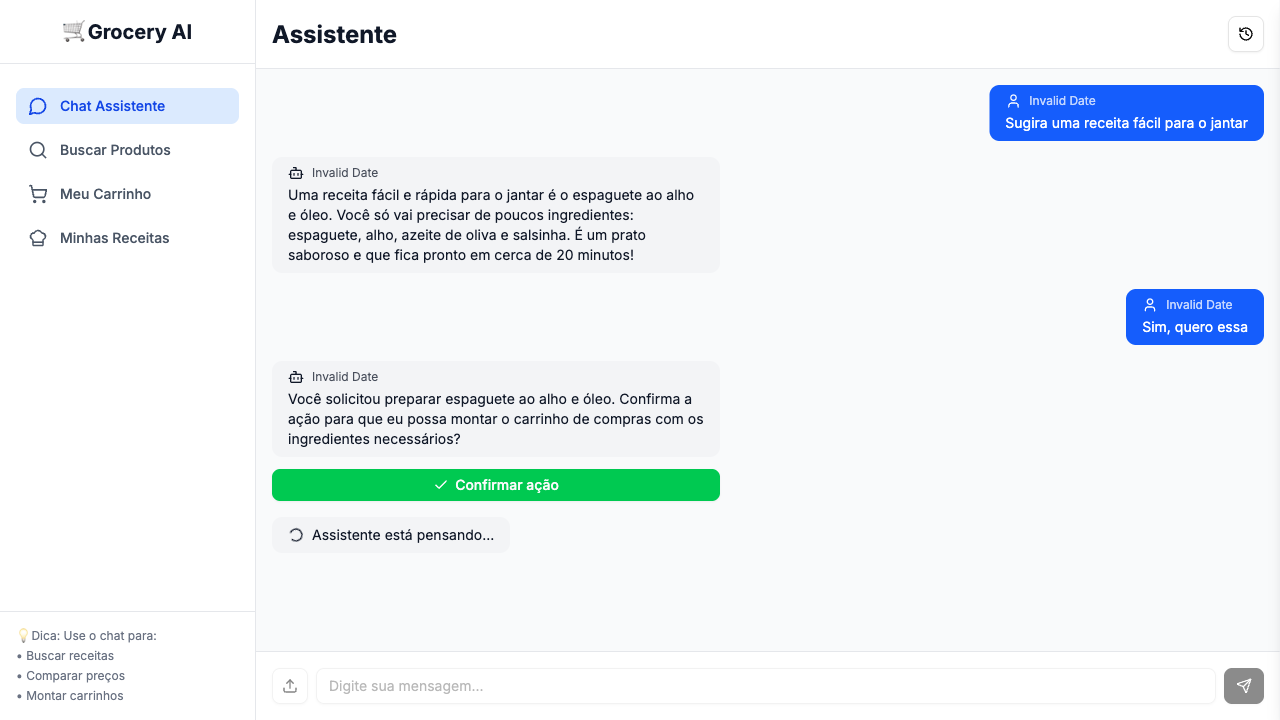 🛒Grocery AI
Chat Assistente
Buscar Produtos
Meu Carrinho
Minhas Receitas
💡Dica: Use o chat para:
• Buscar receitas
• Comparar preços
• Montar carrinhos
Assistente
Invalid Date
Sugira uma receita fácil para o jantar
Invalid Date
Uma receita fácil e rápida para o jantar é o espaguete ao alho
e óleo. Você só vai precisar de poucos ingredientes:
espaguete, alho, azeite de oliva e salsinha. É um prato
saboroso e que fica pronto em cerca de 20 minutos!
Invalid Date
Sim, quero essa
Invalid Date
Você solicitou preparar espaguete ao alho e óleo. Confirma a
ação para que eu possa montar o carrinho de compras com os
ingredientes necessários?
Confirmar ação
Assistente está pensando...
Digite sua mensagem...